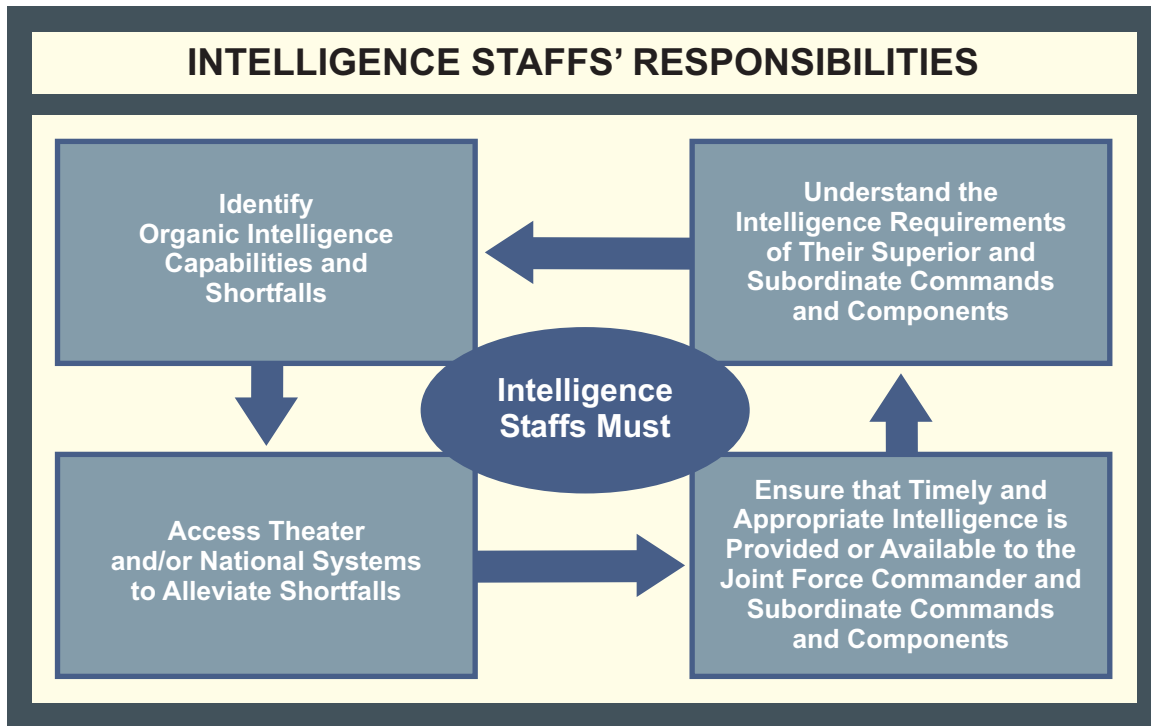 INTELLIGENCE STAFFS’ RESPONSIBILITIES
Identify
Organic Intelligence
Capabilities and
Shortfalls
Understand the
Intelligence Requirements
of Their Superior and
Subordinate Commands
and Components
Intelligence
Staffs Must
Access Theater
and/or National Systems
to Alleviate Shortfalls
Ensure that Timely and
Appropriate Intelligence is
Provided or Available to the
Joint Force Commander and
Subordinate Commands
and Components